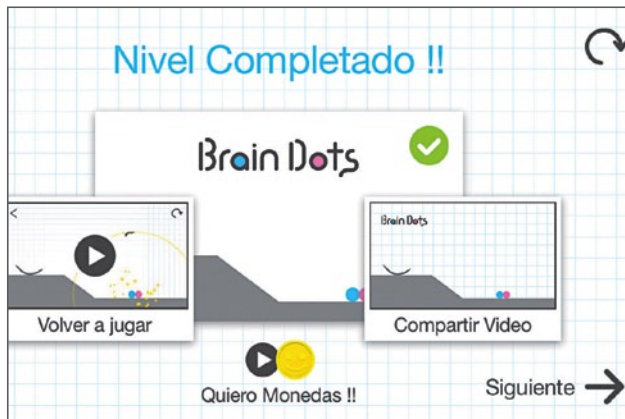 Nivel Completado !!
Brain Dots
Brain Dots
Volver a jugar
Compartir Video
Quiero Monedas !!
Siguiente